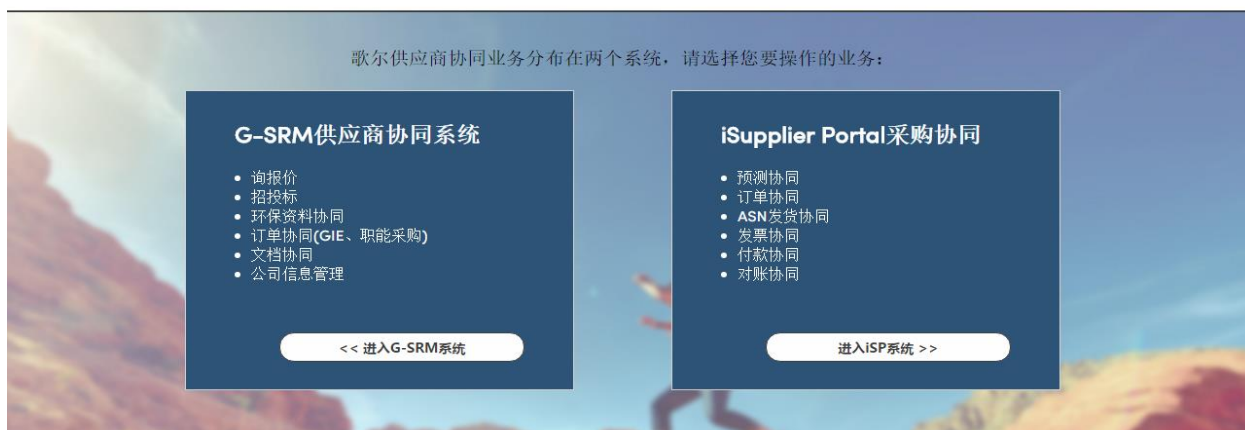 歌尔供应商协同业务分布在两个系统，请选择您要操作的业务：
G-SRM供应商协同系统
• 询报价
• 招投标
• 环保资料协同
• 订单协同(GIE、职能采购)
• 文档协同
• 公司信息管理
<< 进入G-SRM系统
iSupplier Portal采购协同
• 预测协同
• 订单协同
• ASN发货协同
• 发票协同
• 付款协同
• 对账协同
进入iSP系统 >>